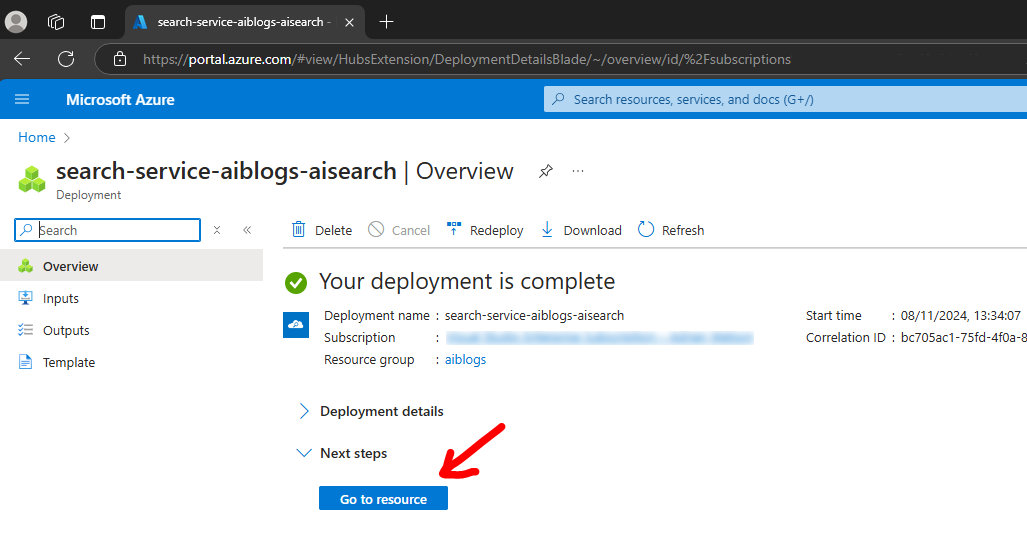 search-service-aiblogs-aisearch -
https://portal.azure.com/#view/HubsExtension/DeploymentDetailsBlade/~/overview/id/%2Fsubscriptions
Microsoft Azure
Search resources, services, and docs (G+/)
Home
search-service-aiblogs-aisearch | Overview
Deployment
Search
Delete
Cancel
Redeploy
Download
Refresh
Overview
Inputs
Outputs
Template
Your deployment is complete
Deployment name : search-service-aiblogs-aisearch
Subscription :
Resource group : aiblogs
Start time : 08/11/2024, 13:34:07
Correlation ID : bc705ac1-75fd-4f0a-8
Deployment details
Next steps
Go to resource